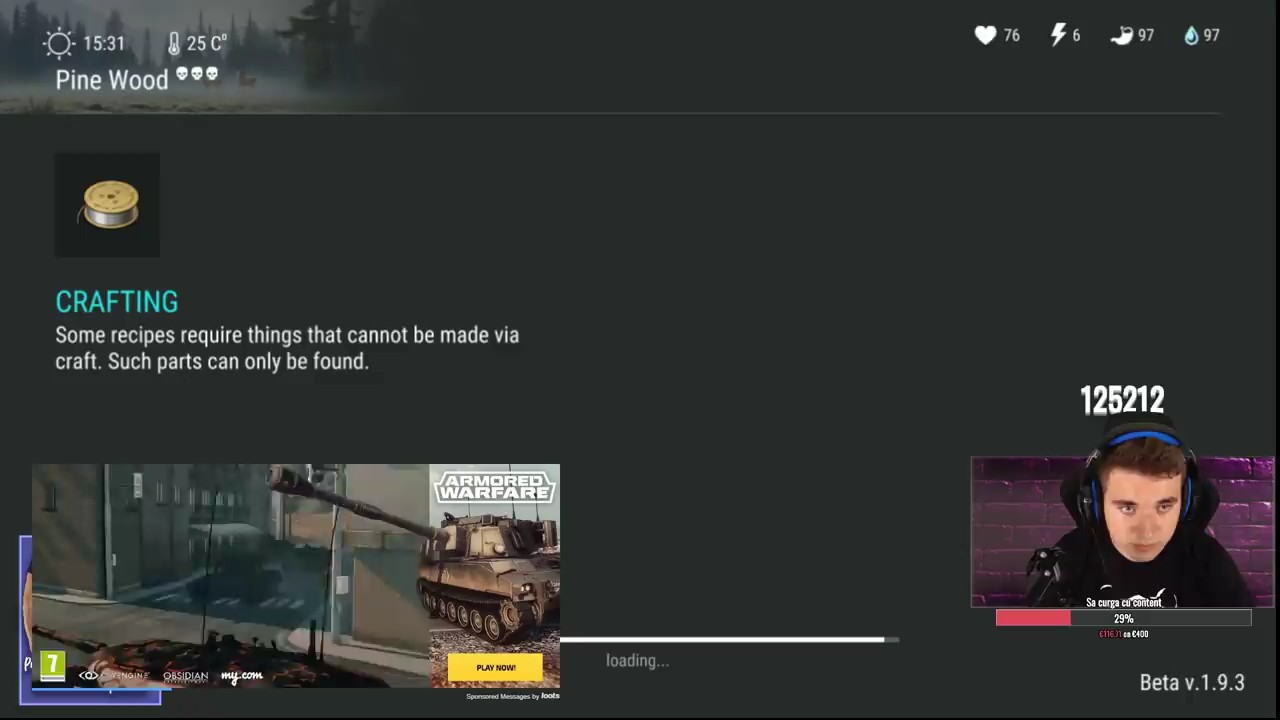 15:31
25 C°
76
6
97
97
Pine Wood
CRAFTING
Some recipes require things that cannot be made via
craft. Such parts can only be found.
125212
ARMORED
WARFARE
Sa curga cu content
29%
€400
loading...
7
OBSIDIAN
my.com
PLAY NOW!
Beta v.1.9.3
Sponsored Messages by loots